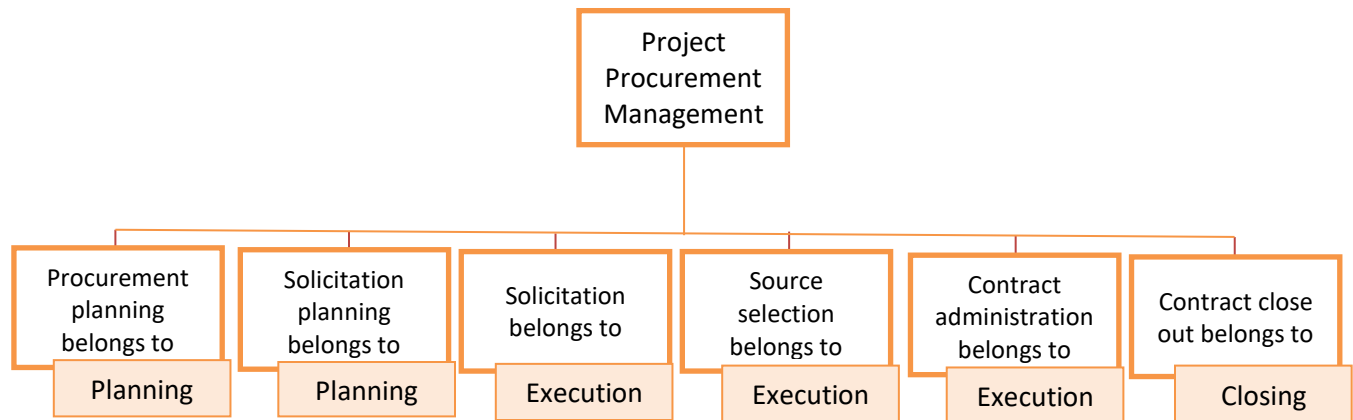 Project
Procurement
Management
Procurement
planning
belongs to
Planning
Solicitation
planning
belongs to
Planning
Solicitation
belongs to
Execution
Source
selection
belongs to
Execution
Contract
administration
belongs to
Execution
Contract close
out belongs to
Closing